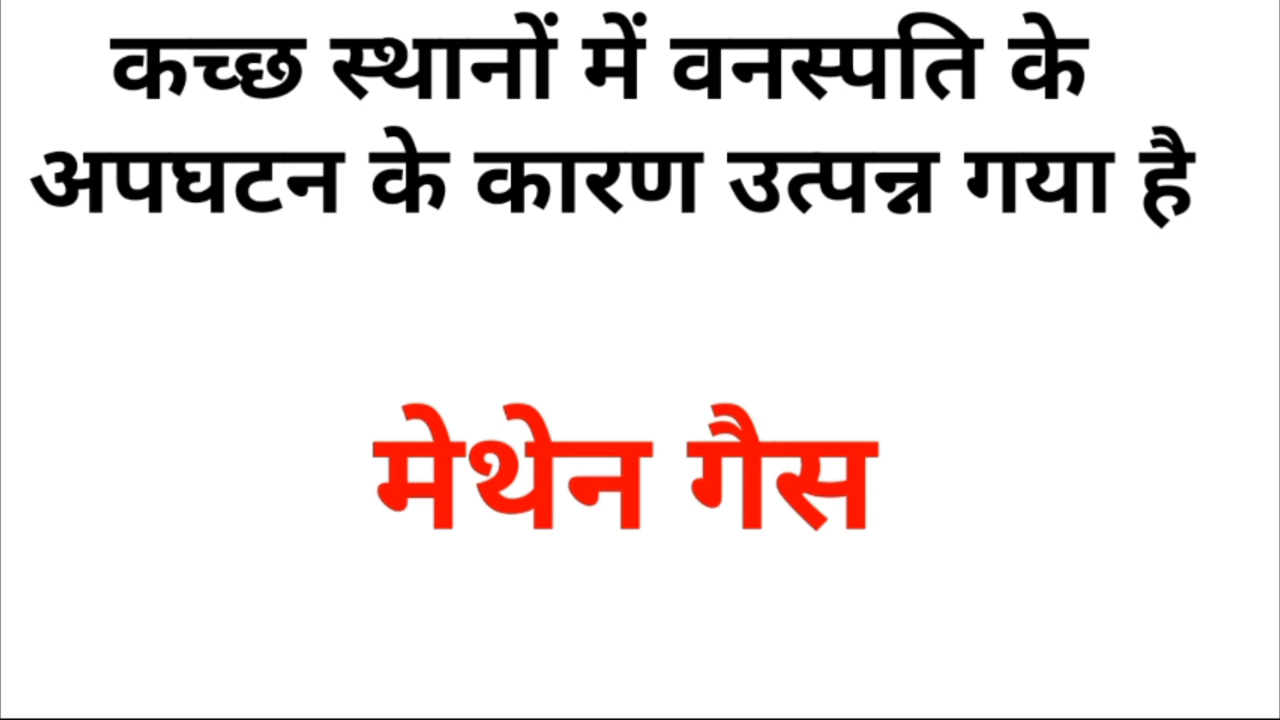 कच्छ स्थानों में वनस्पति के
अपघटन के कारण उत्पन्न गया है
मेथेन गैस